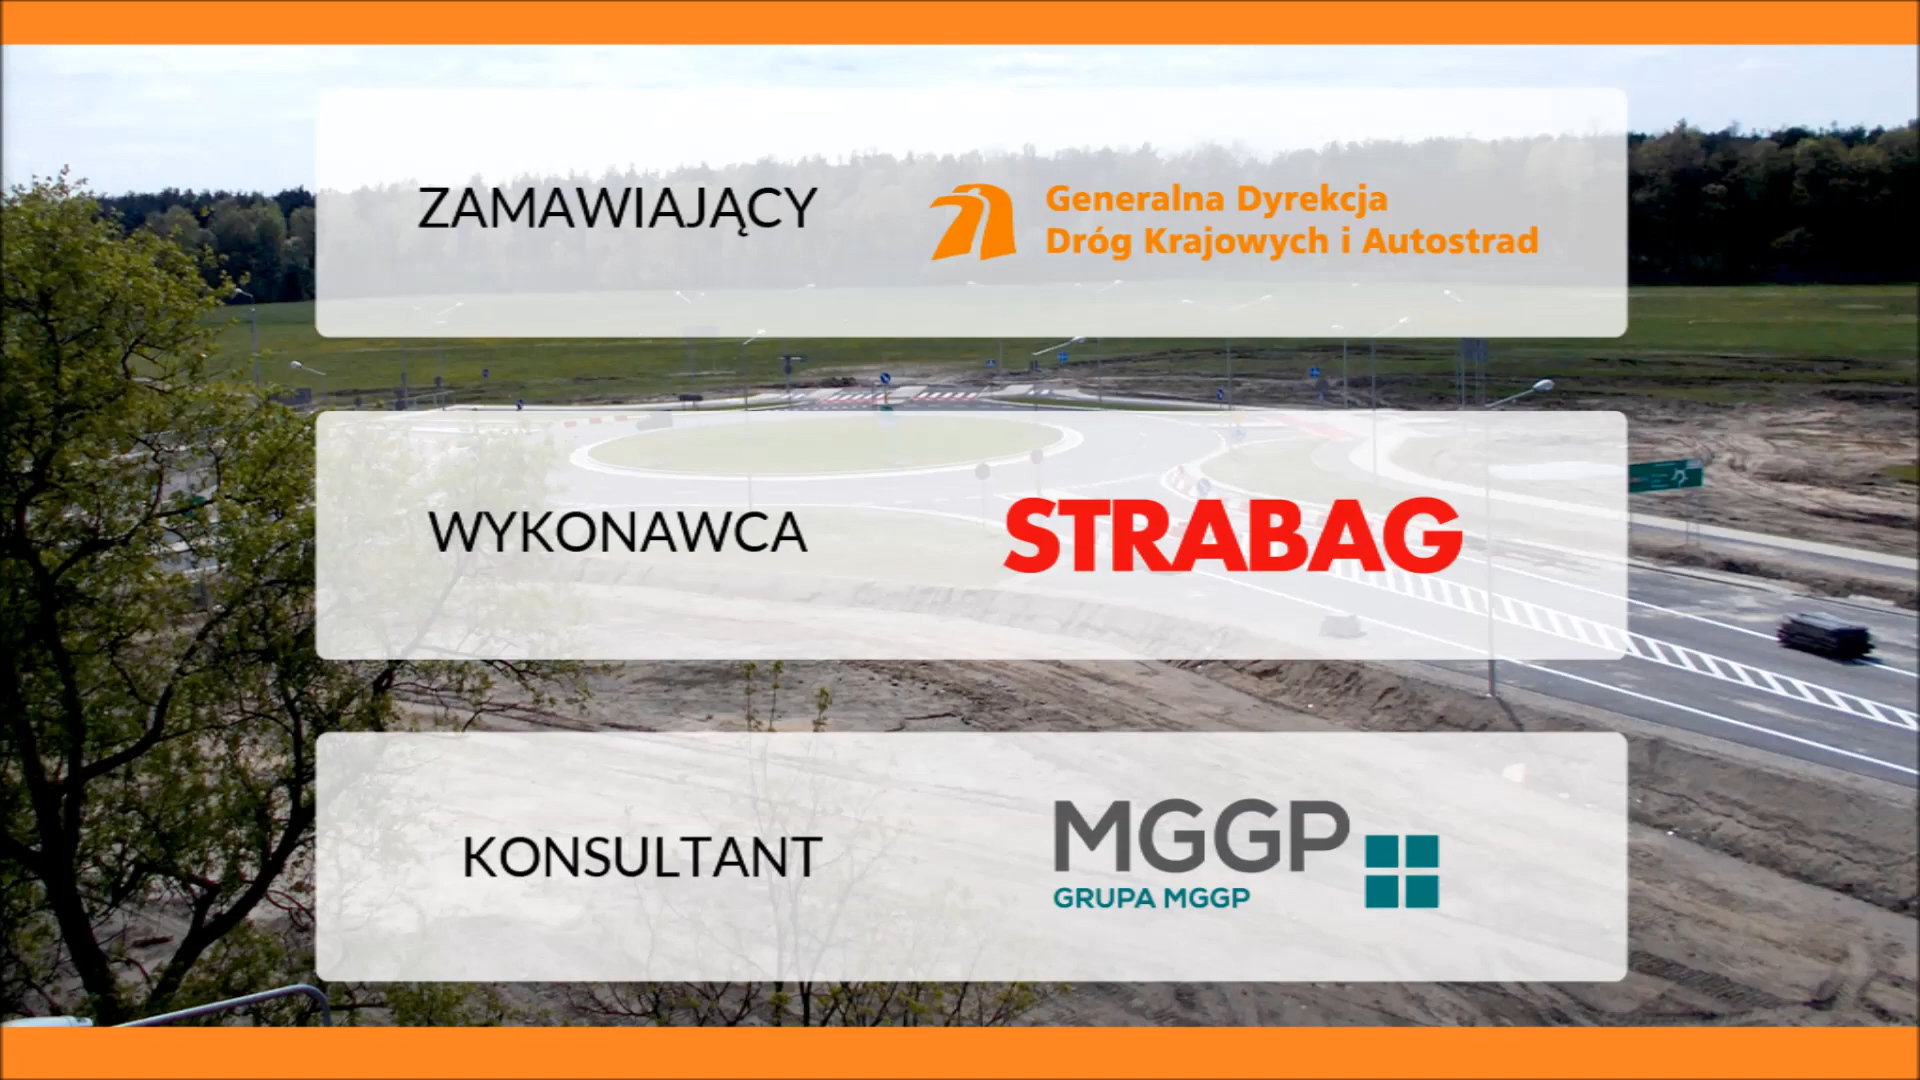 ZAMAWIAJĄCY
Generalna Dyrekcja
Dróg Krajowych i Autostrad
WYKONAWCA
STRABAG
KONSULTANT
MGGP
GRUPA MGGP